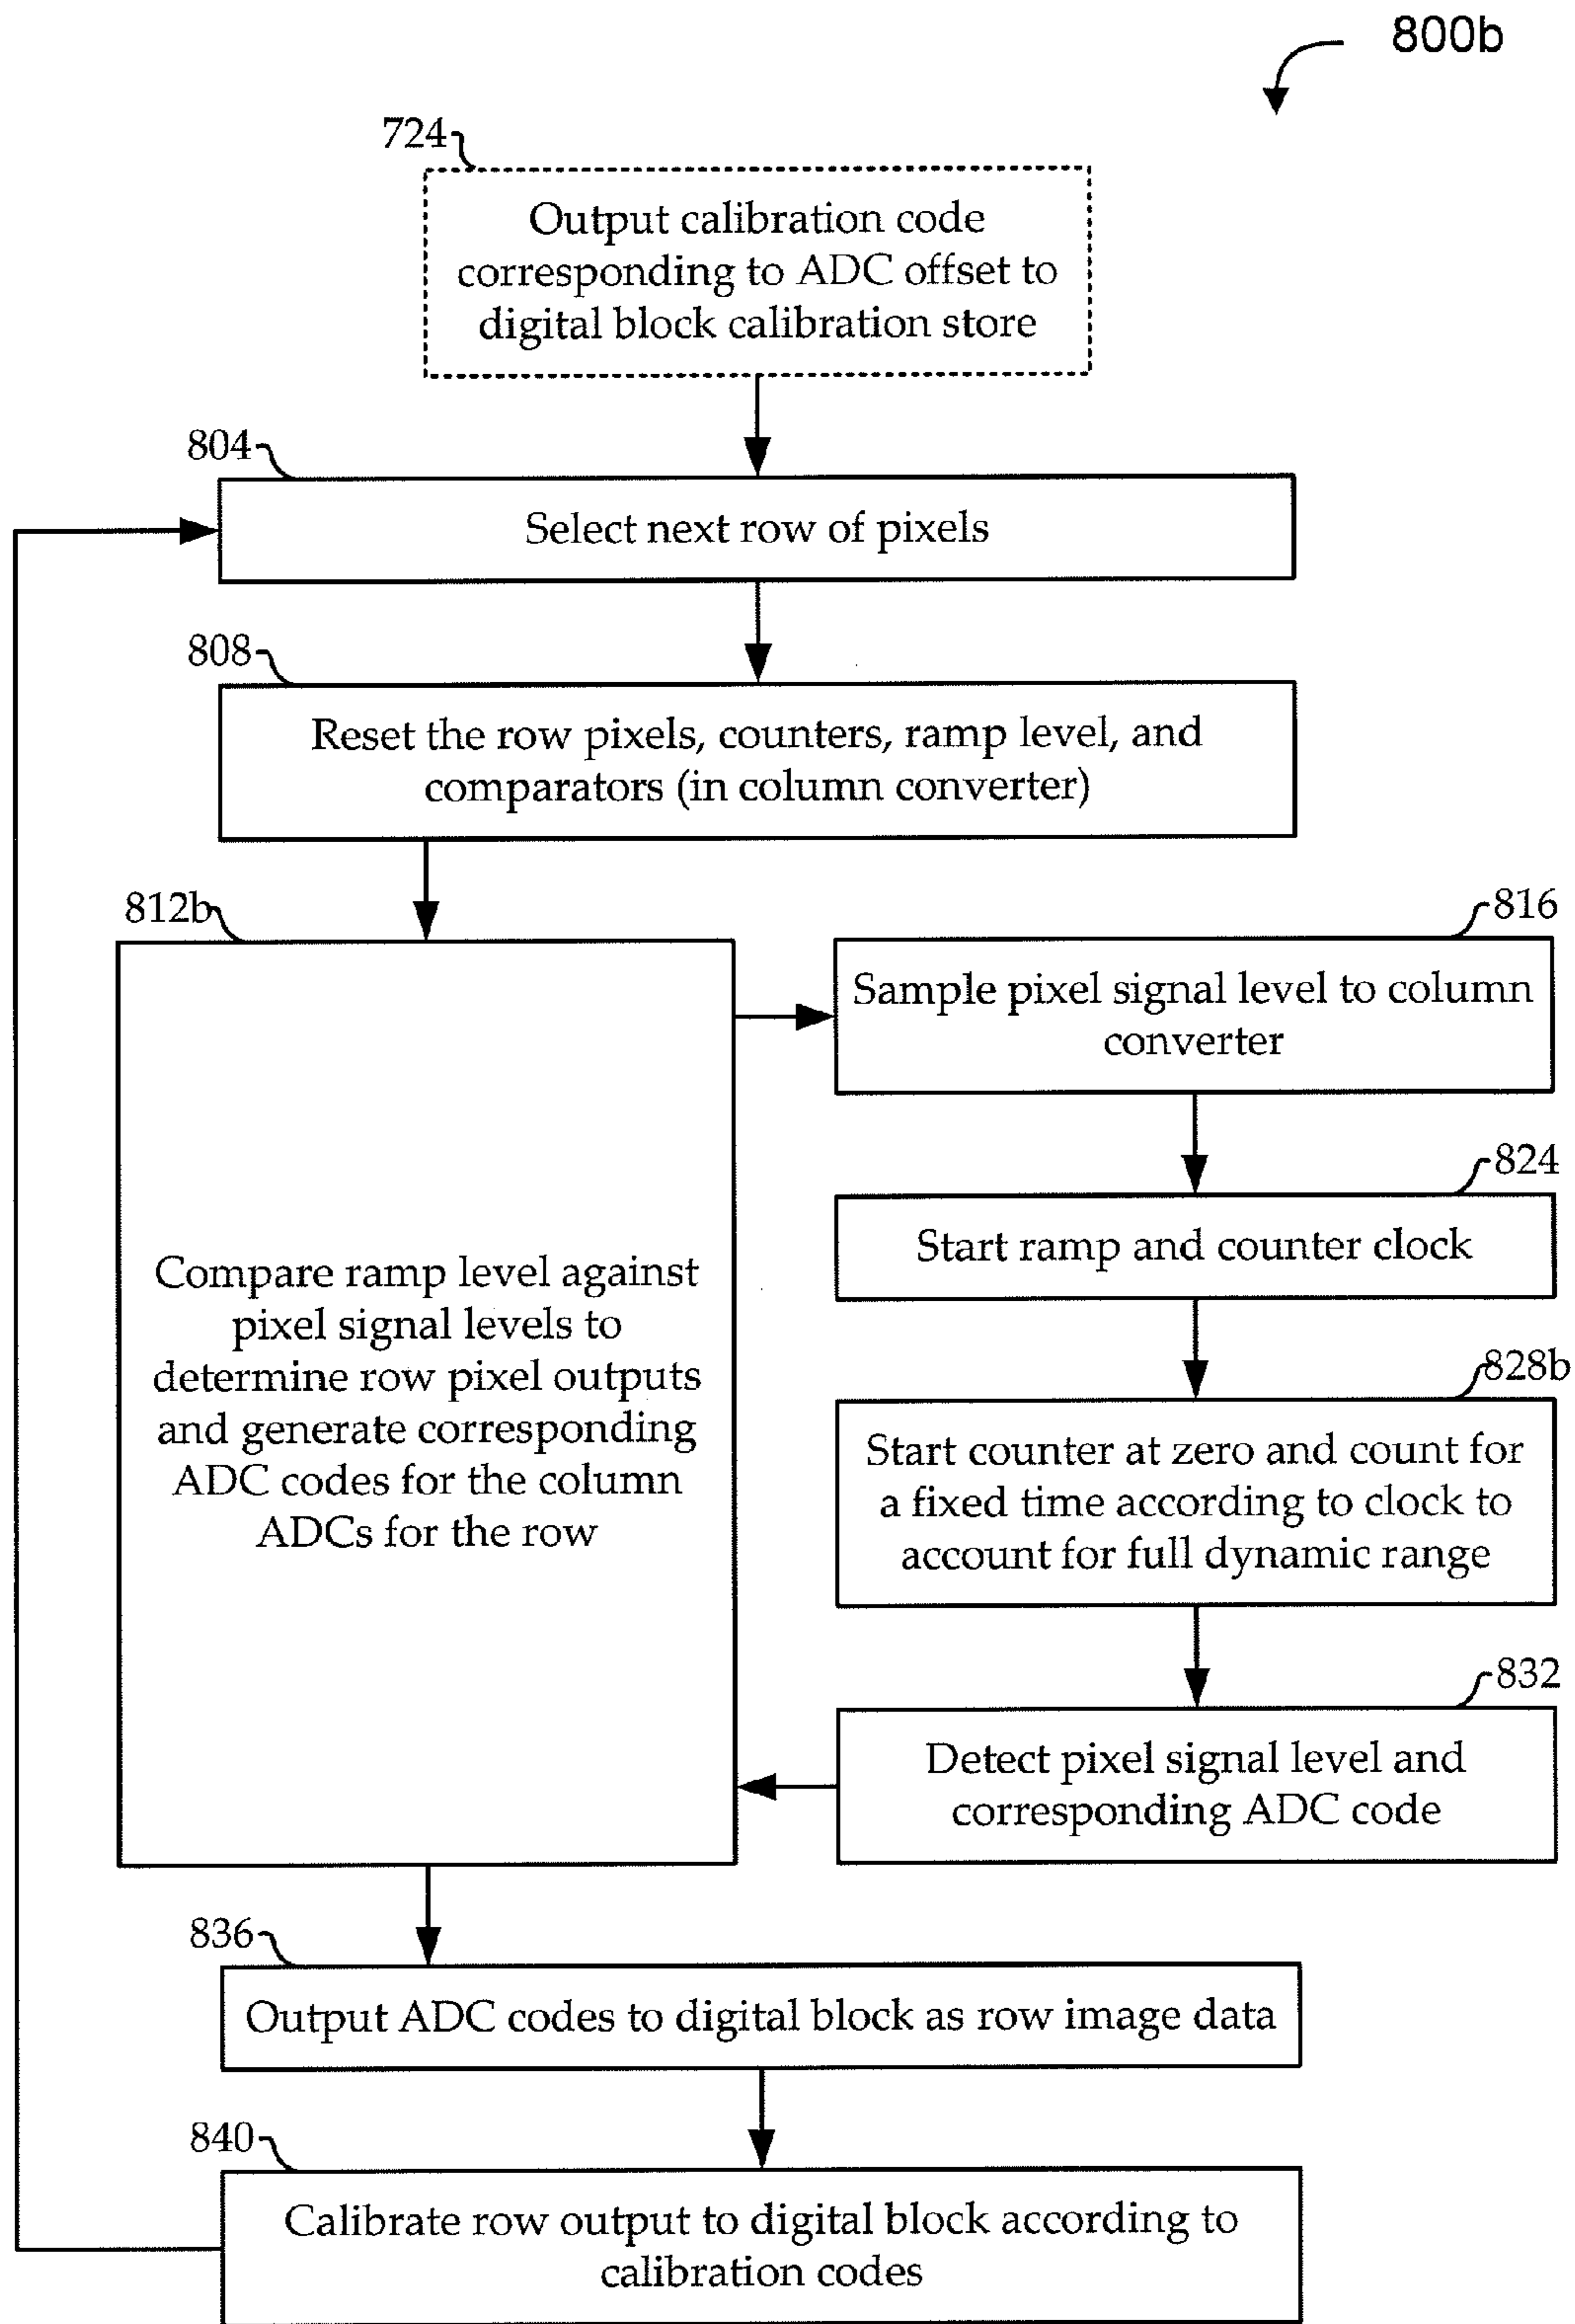 800b
724
Output calibration code
corresponding to ADC offset to
digital block calibration store
804
Select next row of pixels
808
Reset the row pixels, counters, ramp level, and
comparators (in column converter)
812b
Compare ramp level against
pixel signal levels to
determine row pixel outputs
and generate corresponding
ADC codes for the column
ADCs for the row
816
Sample pixel signal level to column
converter
824
Start ramp and counter clock
828b
Start counter at zero and count for
a fixed time according to clock to
account for full dynamic range
832
Detect pixel signal level and
corresponding ADC code
836
Output ADC codes to digital block as row image data
840
Calibrate row output to digital block according to
calibration codes